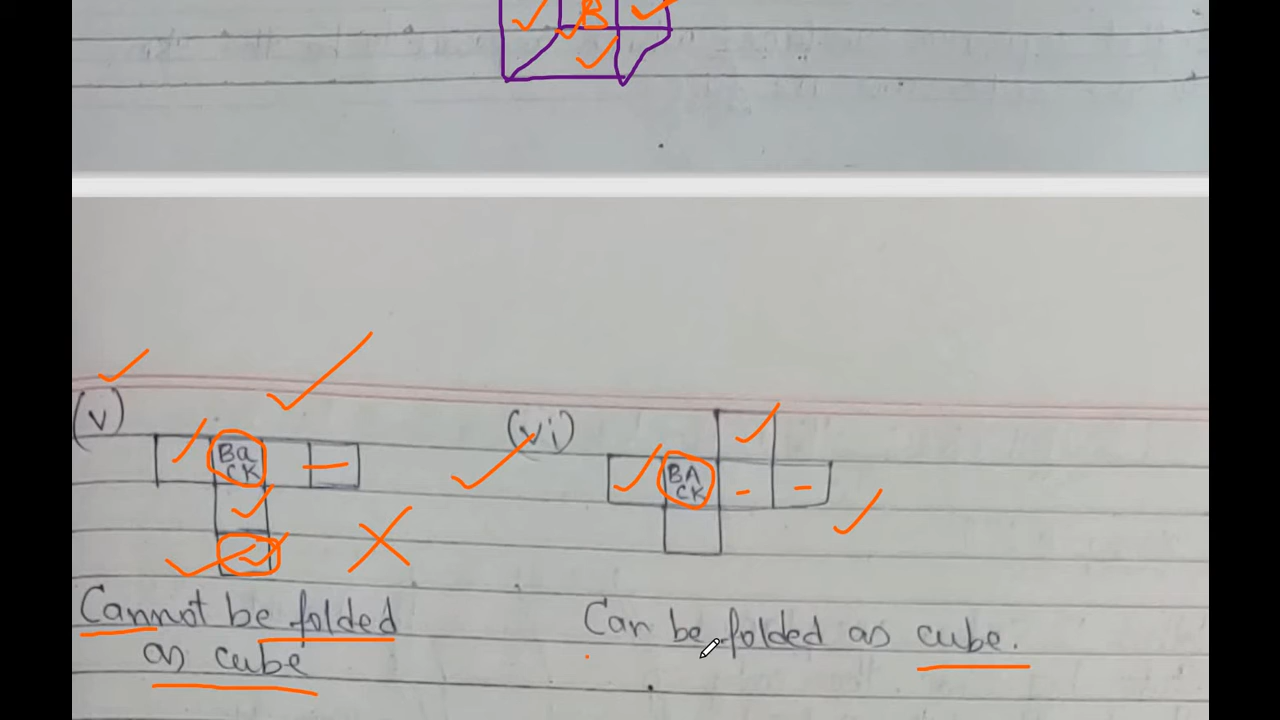 B
(v)
Ba
CK
Cannot be folded
as cube
(vi)
BA
CK
Can be folded as cube.